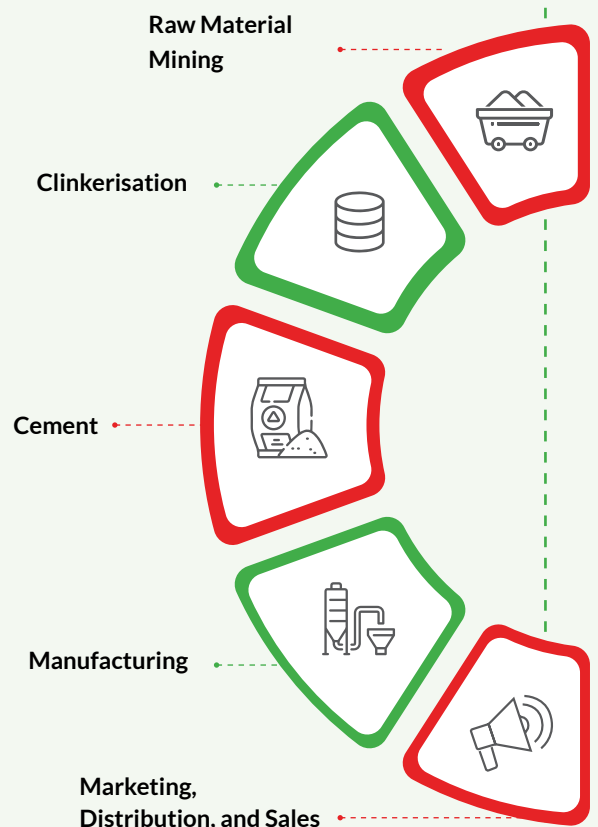 Raw Material
Mining
Clinkerisation
Cement
Manufacturing
Marketing,
Distribution, and Sales